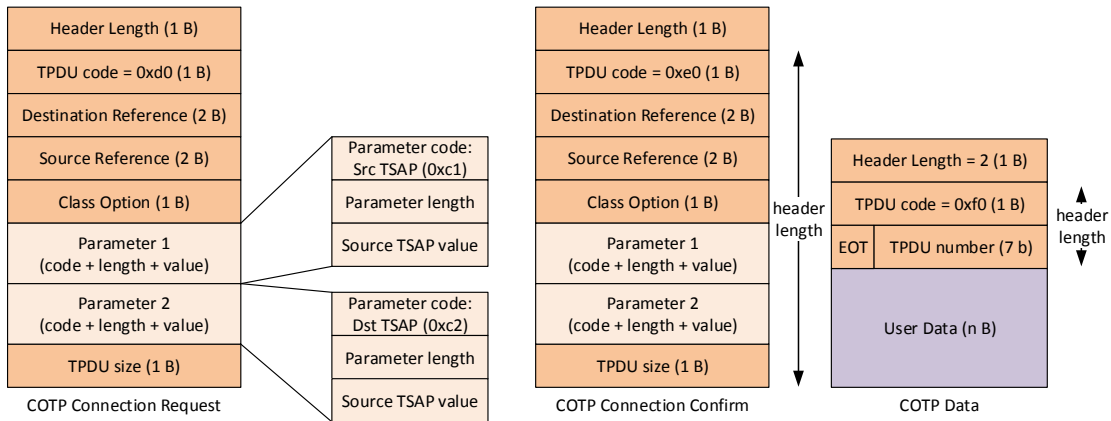 Header Length (1 B)
TPDU code = 0xd0 (1 B)
Destination Reference (2 B)
Source Reference (2 B)
Class Option (1 B)
Parameter 1
(code + length + value)
Parameter 2
(code + length + value)
TPDU size (1 B)
COTP Connection Request
Parameter code:
Src TSAP (0xc1)
Parameter length
Source TSAP value
Parameter code:
Dst TSAP (0xc2)
Parameter length
Source TSAP value
Header Length (1 B)
TPDU code = 0xe0 (1 B)
Destination Reference (2 B)
Source Reference (2 B)
Class Option (1 B)
Parameter 1
(code + length + value)
Parameter 2
(code + length + value)
TPDU size (1 B)
COTP Connection Confirm
header
length
Header Length = 2 (1 B)
TPDU code = 0xf0 (1 B)
EOT TPDU number (7 b)
User Data (n B)
COTP Data
header
length